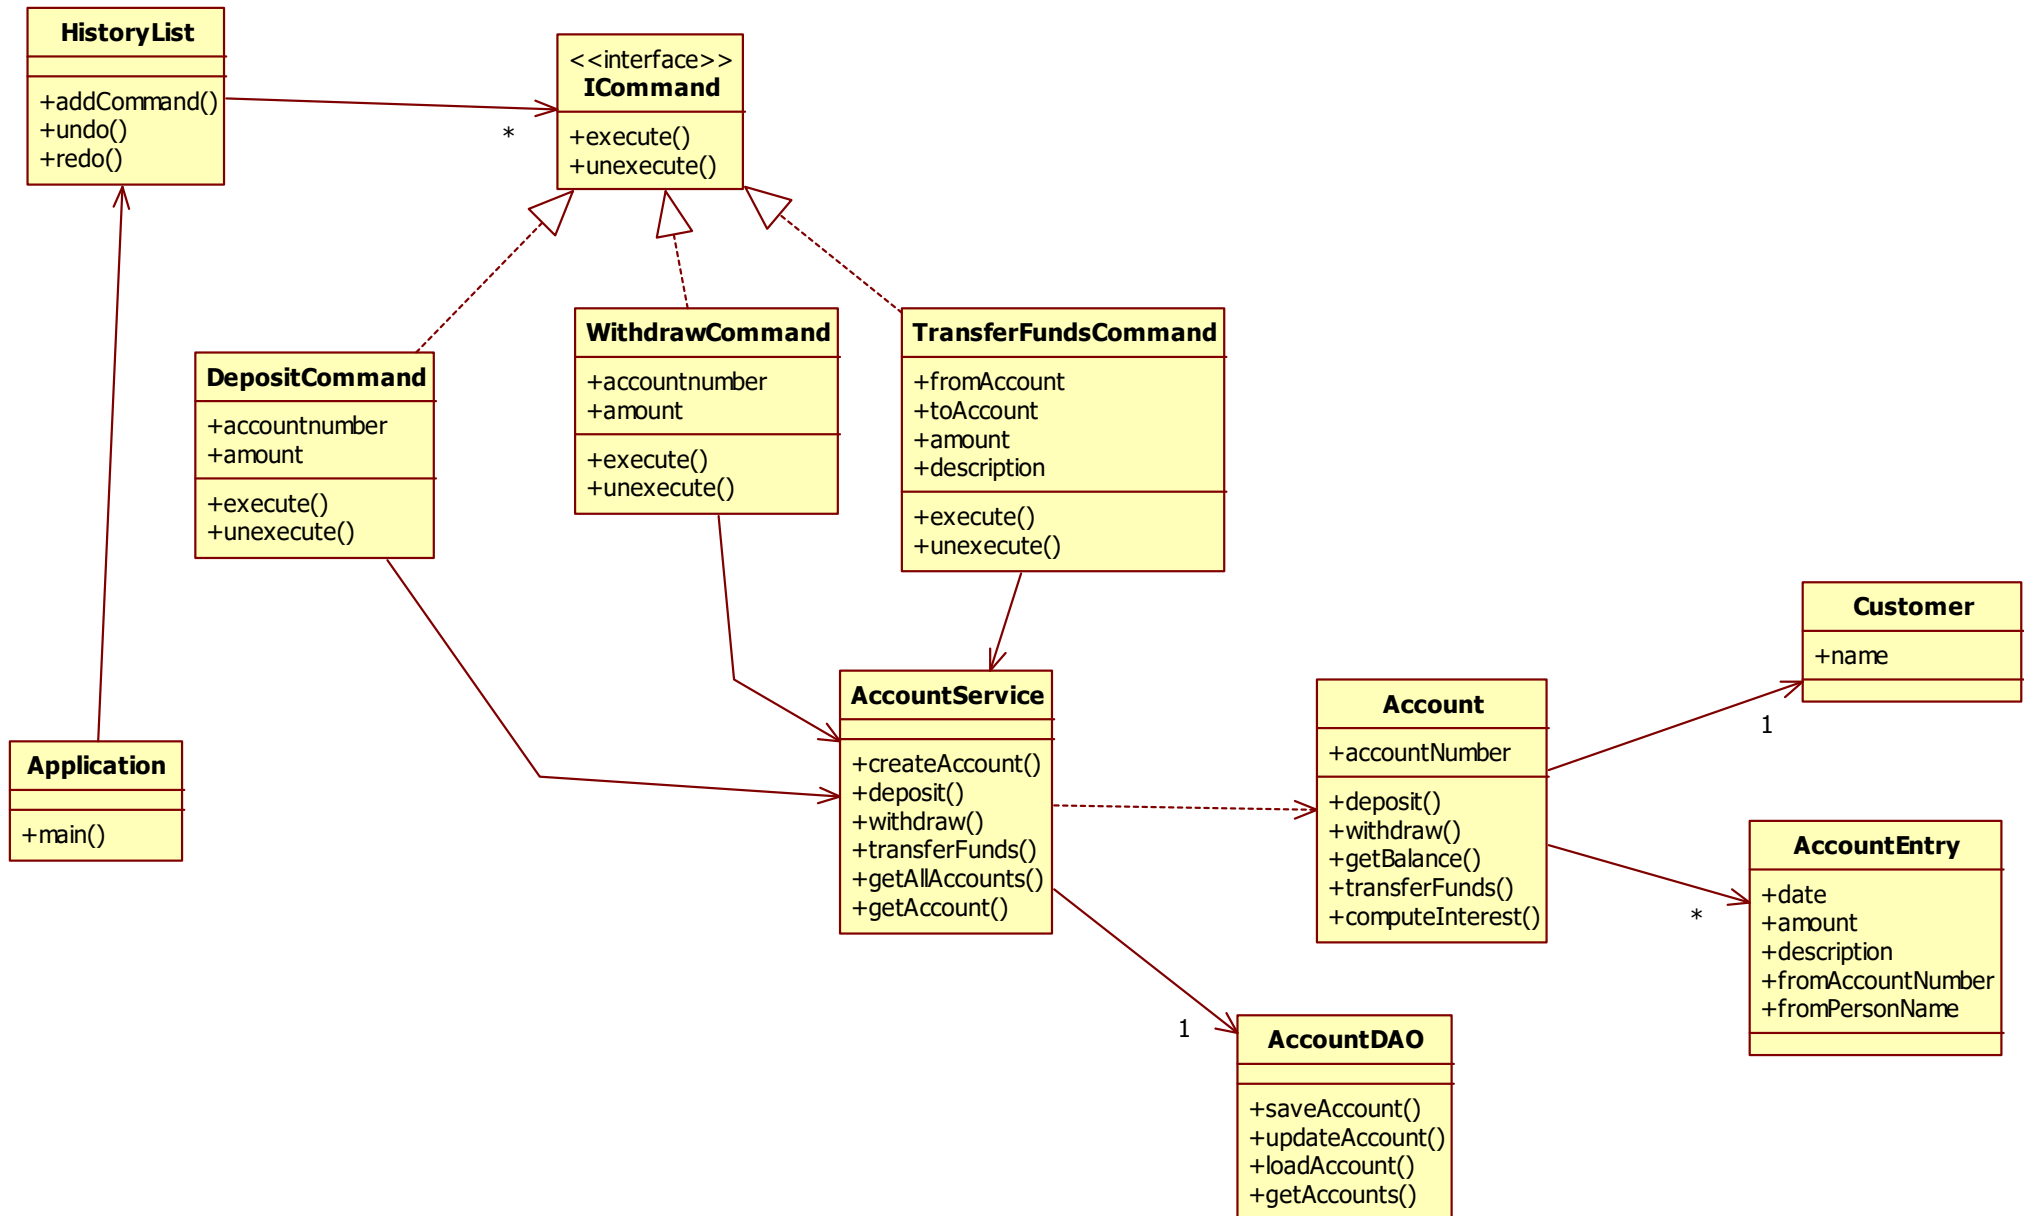 HistoryList
+addCommand()
+undo()
+redo()
*
<<interface>>
ICommand
+execute()
+unexecute()
DepositCommand
+accountnumber
+amount
+execute()
+unexecute()
WithdrawCommand
+accountnumber
+amount
+execute()
+unexecute()
TransferFundsCommand
+fromAccount
+toAccount
+amount
+description
+execute()
+unexecute()
Application
+main()
AccountService
+createAccount()
+deposit()
+withdraw()
+transferFunds()
+getAllAccounts()
+getAccount()
Account
+accountNumber
+deposit()
+withdraw()
+getBalance()
+transferFunds()
+computeInterest()
Customer
+name
1
AccountEntry
+date
+amount
+description
+fromAccountNumber
+fromPersonName
*
1
AccountDAO
+saveAccount()
+updateAccount()
+loadAccount()
+getAccounts()